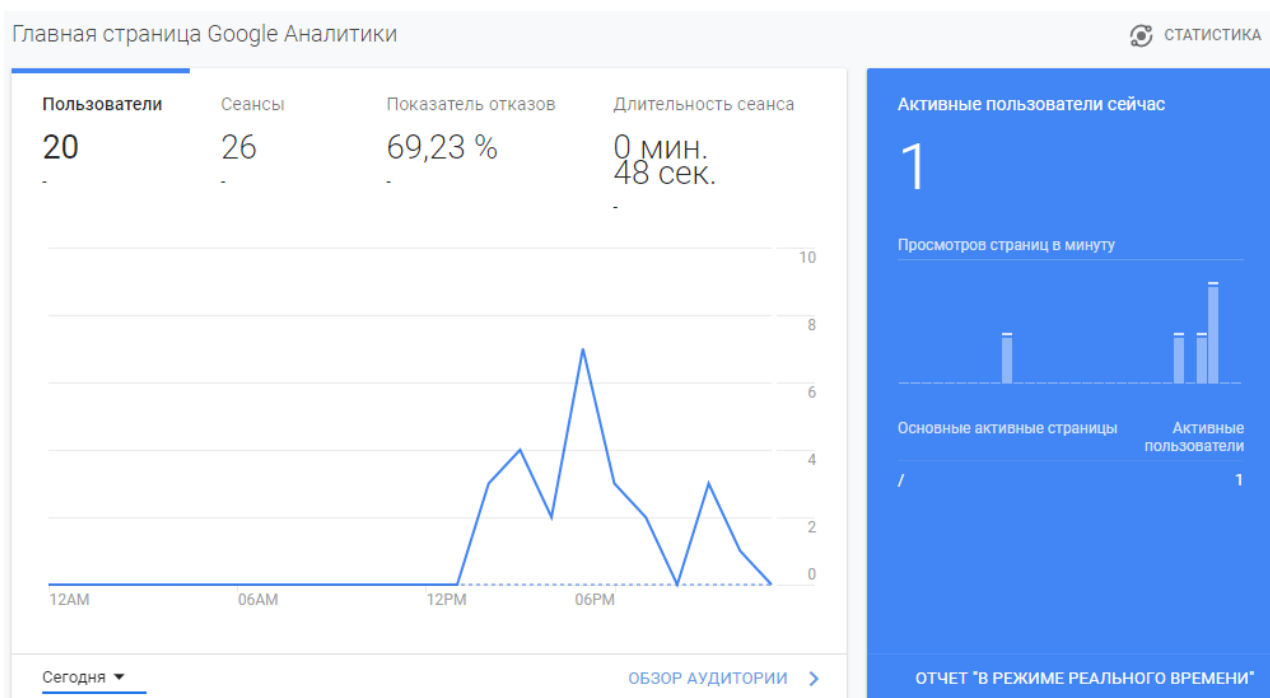 Главная страница Google Аналитики
СТАТИСТИКА
Пользователи
20
-
Сеансы
26
-
Показатель отказов
69,23 %
-
Длительность сеанса
0 мин.
48 сек.
-
10
8
6
4
2
0
12AM 06AM 12PM 06PM
Сегодня
ОБЗОР АУДИТОРИИ
Активные пользователи сейчас
1
Просмотров страниц в минуту
Основные активные страницы
Активные
пользователи
/ 1
ОТЧЕТ "В РЕЖИМЕ РЕАЛЬНОГО ВРЕМЕНИ"